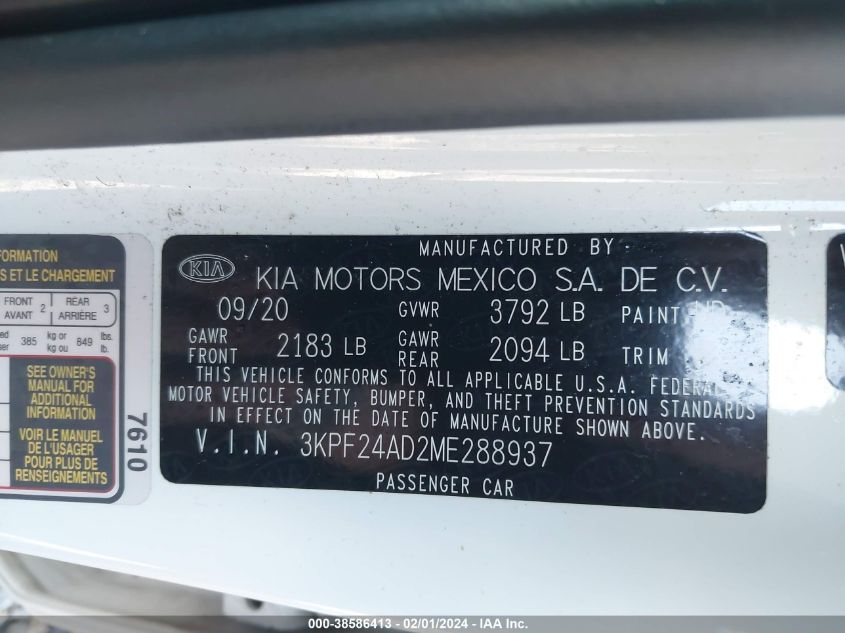 FORMATION
S ET LE CHARGEMENT
FRONT 2 REAR 3
AVANT ARRIÈRE
385 kg or 849 lbs.
kg ou lb.
SEE OWNER'S
MANUAL FOR
ADDITIONAL
INFORMATION
VOIR LE MANUEL
DE L'USAGER
POUR PLUS DE
RENSEIGNEMENTS
7610
MANUFACTURED BY
KIA KIA MOTORS MEXICO S.A. DE C.V.
09/20 GVWR 3792 LB PAINT
GAWR FRONT 2183 LB GAWR REAR 2094 LB TRIM
THIS VEHICLE CONFORMS TO ALL APPLICABLE U.S.A. FEDERAL
MOTOR VEHICLE SAFETY, BUMPER, AND THEFT PREVENTION STANDARDS
IN EFFECT ON THE DATE OF MANUFACTURE SHOWN ABOVE.
V.I.N. 3KPF24AD2ME288937
PASSENGER CAR
000-38586413 - 02/01/2024 - IAA Inc.